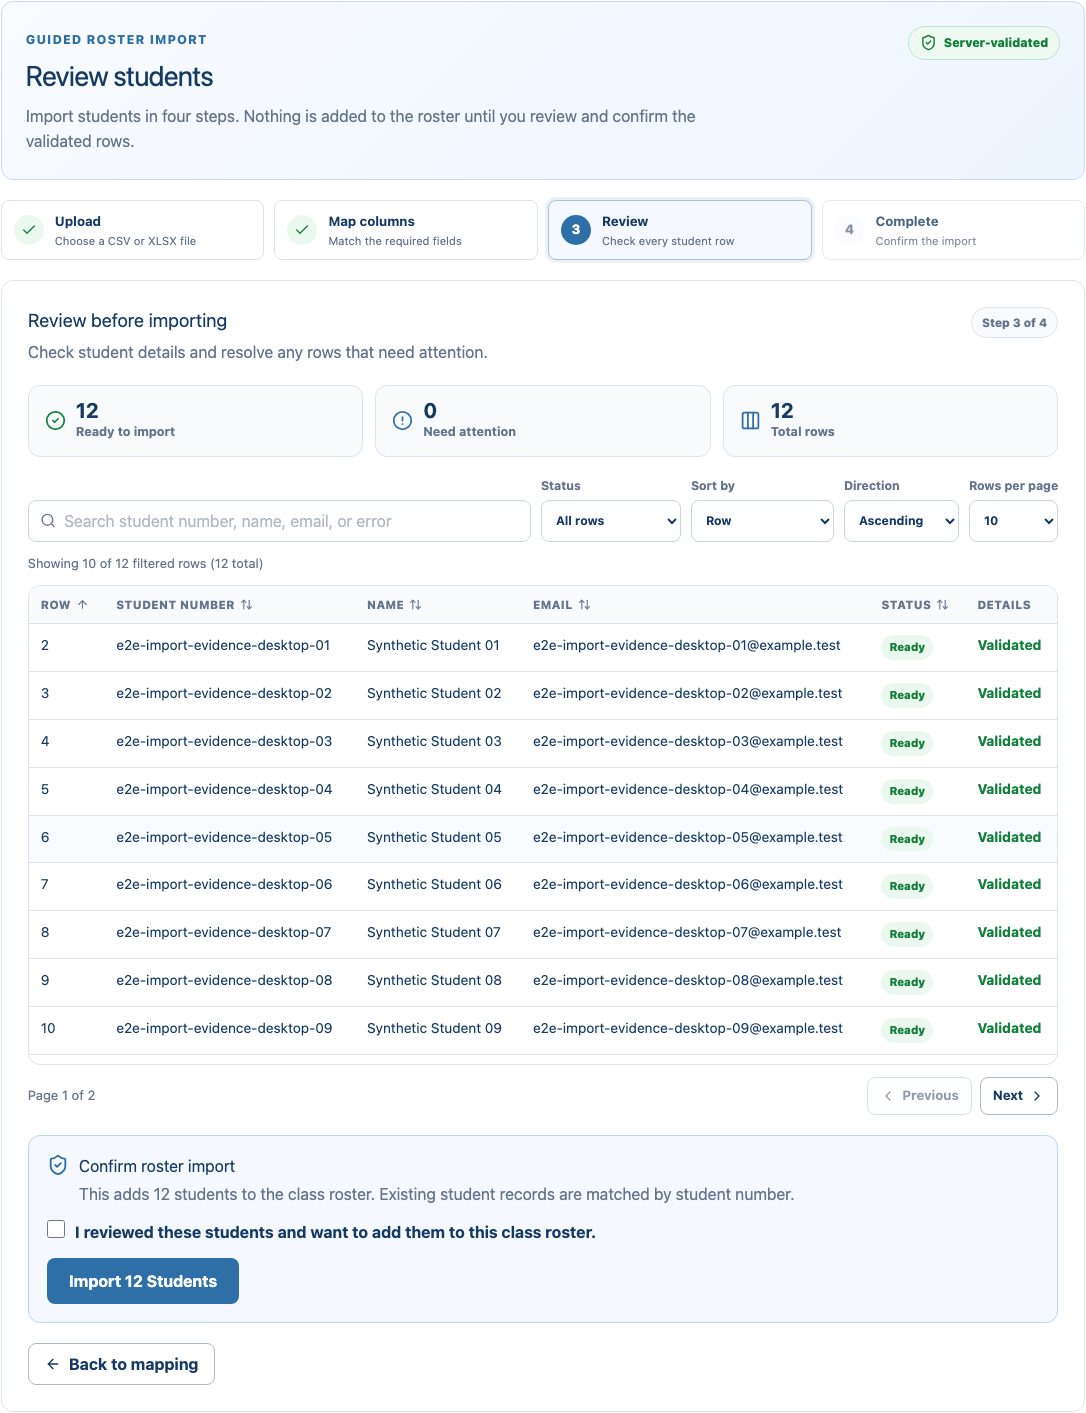 GUIDED ROSTER IMPORT
Server-validated
Review students
Import students in four steps. Nothing is added to the roster until you review and confirm the
validated rows.
Upload
Choose a CSV or XLSX file
Map columns
Match the required fields
3
Review
Check every student row
4
Complete
Confirm the import
Review before importing
Step 3 of 4
Check student details and resolve any rows that need attention.
12
Ready to import
0
Need attention
12
Total rows
Status
Sort by
Direction
Rows per page
Search student number, name, email, or error
All rows
Row
Ascending
10
Showing 10 of 12 filtered rows (12 total)
ROW STUDENT NUMBER NAME EMAIL STATUS DETAILS
2 e2e-import-evidence-desktop-01 Synthetic Student 01 e2e-import-evidence-desktop-01@example.test Ready Validated
3 e2e-import-evidence-desktop-02 Synthetic Student 02 e2e-import-evidence-desktop-02@example.test Ready Validated
4 e2e-import-evidence-desktop-03 Synthetic Student 03 e2e-import-evidence-desktop-03@example.test Ready Validated
5 e2e-import-evidence-desktop-04 Synthetic Student 04 e2e-import-evidence-desktop-04@example.test Ready Validated
6 e2e-import-evidence-desktop-05 Synthetic Student 05 e2e-import-evidence-desktop-05@example.test Ready Validated
7 e2e-import-evidence-desktop-06 Synthetic Student 06 e2e-import-evidence-desktop-06@example.test Ready Validated
8 e2e-import-evidence-desktop-07 Synthetic Student 07 e2e-import-evidence-desktop-07@example.test Ready Validated
9 e2e-import-evidence-desktop-08 Synthetic Student 08 e2e-import-evidence-desktop-08@example.test Ready Validated
10 e2e-import-evidence-desktop-09 Synthetic Student 09 e2e-import-evidence-desktop-09@example.test Ready Validated
Page 1 of 2
Previous
Next
Confirm roster import
This adds 12 students to the class roster. Existing student records are matched by student number.
I reviewed these students and want to add them to this class roster.
Import 12 Students
Back to mapping